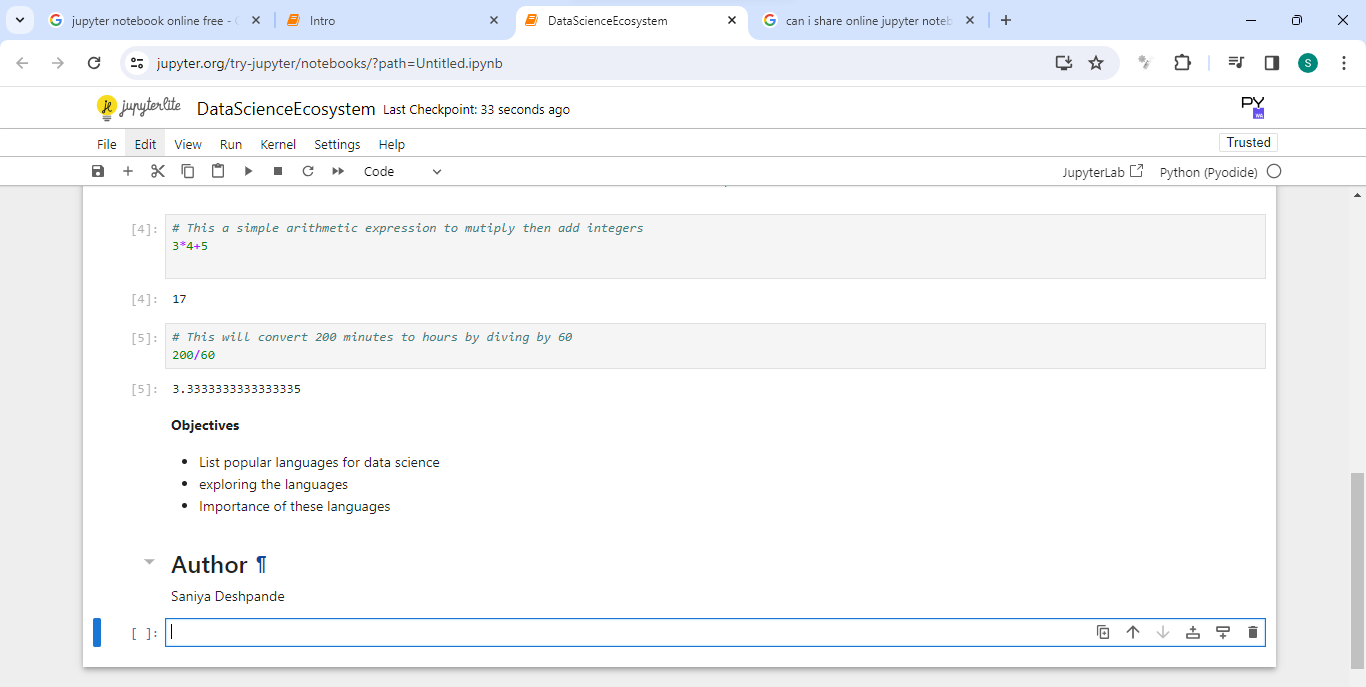 jupyter notebook online free - G
Intro
DataScienceEcosystem
can i share online jupyter noteb
jupyter.org/try-jupyter/notebooks/?path=Untitled.ipynb
S
jupyterlite DataScienceEcosystem Last Checkpoint: 33 seconds ago
PY
WA
File Edit View Run Kernel Settings Help
Trusted
Code
JupyterLab Python (Pyodide)
[4]: # This a simple arithmetic expression to mutiply then add integers
3*4+5
[4]: 17
[5]: # This will convert 200 minutes to hours by diving by 60
200/60
[5]: 3.3333333333333335
Objectives
• List popular languages for data science
• exploring the languages
• Importance of these languages
Author ¶
Saniya Deshpande
[ ]: